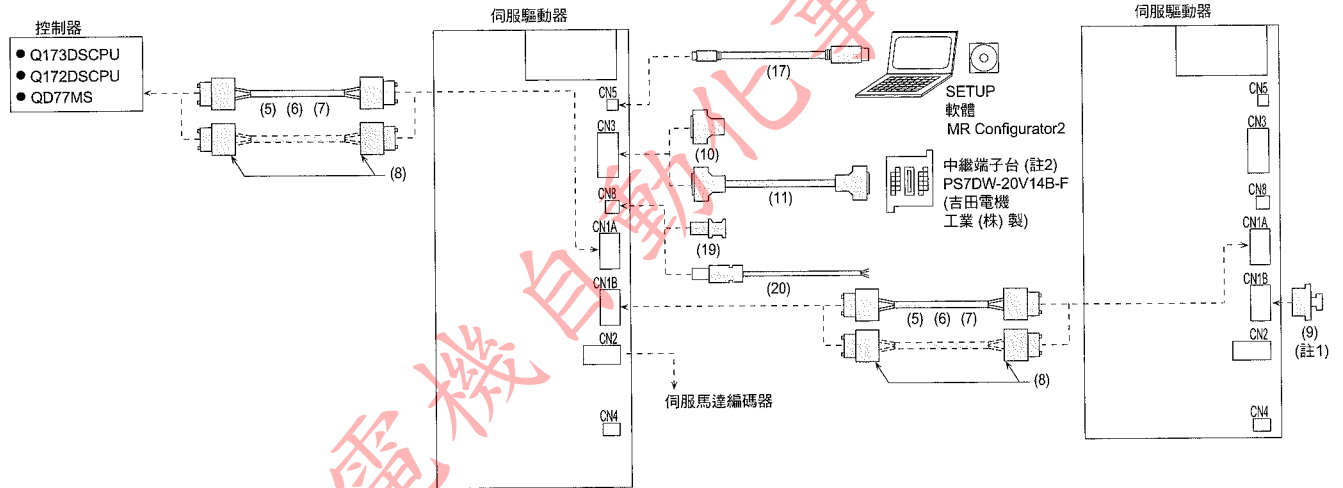 控制器
● Q173DSCPU
● Q172DSCPU
● QD77MS
(5) (6) (7)
(8)
伺服驅動器
CN5
CN3
CN8
CN1A
CN1B
CN2
CN4
(17)
(10)
(11)
(19)
(20)
SETUP
軟體
MR Configurator2
中繼端子台 (註2)
PS7DW-20V14B-F
(吉田電機
工業 (株) 製)
伺服馬達編碼器
(5) (6) (7)
(8)
伺服驅動器
CN5
CN3
CN8
CN1A
CN1B
CN2
CN4
(9)
(註1)
電機自動化事